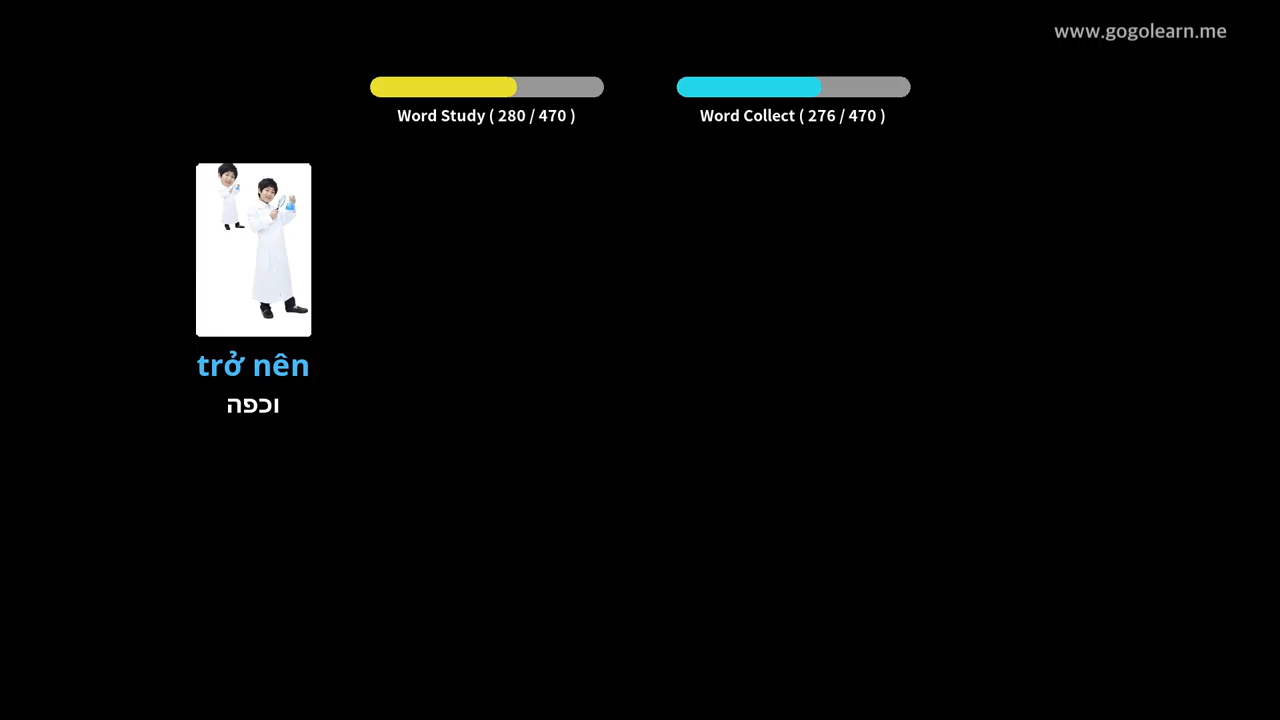 www.gogolearn.me
Word Study ( 280 / 470 )
Word Collect ( 276 / 470 )
trở nên
וכפה